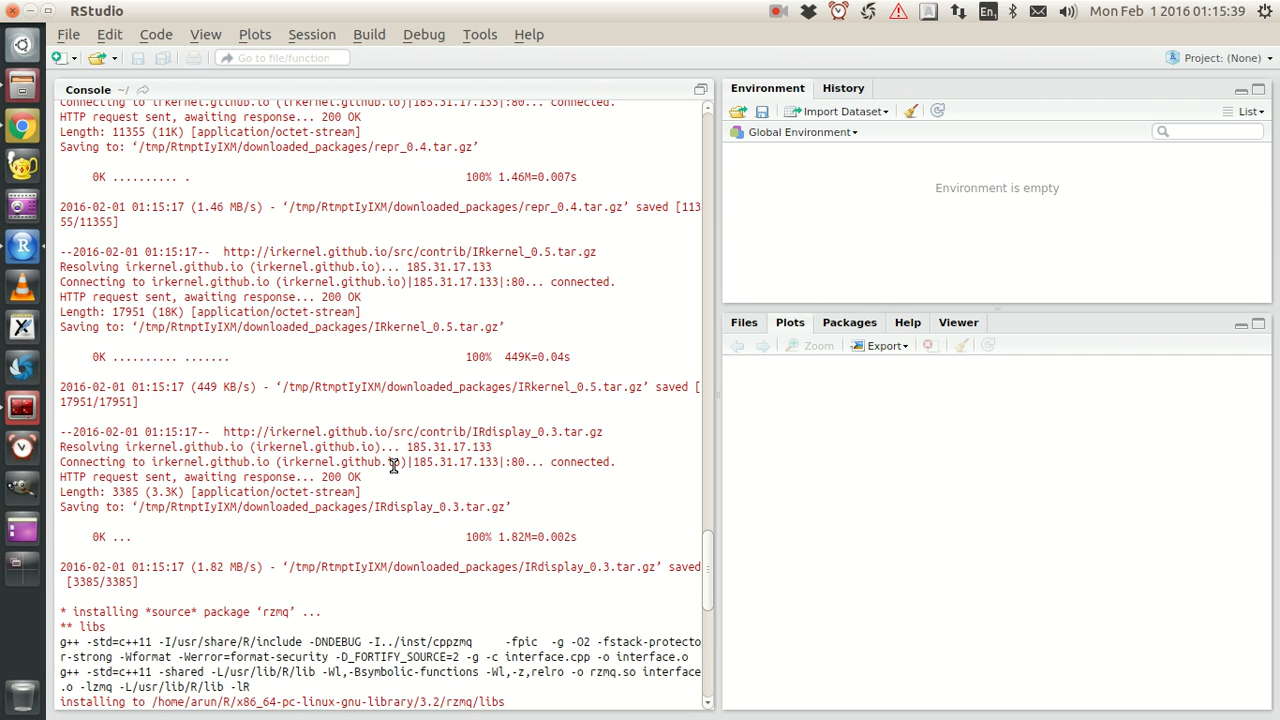 RStudio
En
Mon Feb 1 2016 01:15:39
File Edit Code View Plots Session Build Debug Tools Help
Go to file/function
Project: (None)
Console ~/
Connecting to irkernel.github.io (irkernel.github.io)|185.31.17.133|:80... connected.
HTTP request sent, awaiting response... 200 OK
Length: 11355 (11K) [application/octet-stream]
Saving to: ‘/tmp/RtmptIyIXM/downloaded_packages/repr_0.4.tar.gz’
0K .......... . 100% 1.46M=0.007s
2016-02-01 01:15:17 (1.46 MB/s) - ‘/tmp/RtmptIyIXM/downloaded_packages/repr_0.4.tar.gz’ saved [113
55/11355]
--2016-02-01 01:15:17-- http://irkernel.github.io/src/contrib/IRkernel_0.5.tar.gz
Resolving irkernel.github.io (irkernel.github.io)... 185.31.17.133
Connecting to irkernel.github.io (irkernel.github.io)|185.31.17.133|:80... connected.
HTTP request sent, awaiting response... 200 OK
Length: 17951 (18K) [application/octet-stream]
Saving to: ‘/tmp/RtmptIyIXM/downloaded_packages/IRkernel_0.5.tar.gz’
0K .......... ....... 100% 449K=0.04s
2016-02-01 01:15:17 (449 KB/s) - ‘/tmp/RtmptIyIXM/downloaded_packages/IRkernel_0.5.tar.gz’ saved [
17951/17951]
--2016-02-01 01:15:17-- http://irkernel.github.io/src/contrib/IRdisplay_0.3.tar.gz
Resolving irkernel.github.io (irkernel.github.io)... 185.31.17.133
Connecting to irkernel.github.io (irkernel.github.io)|185.31.17.133|:80... connected.
HTTP request sent, awaiting response... 200 OK
Length: 3385 (3.3K) [application/octet-stream]
Saving to: ‘/tmp/RtmptIyIXM/downloaded_packages/IRdisplay_0.3.tar.gz’
0K ... 100% 1.82M=0.002s
2016-02-01 01:15:17 (1.82 MB/s) - ‘/tmp/RtmptIyIXM/downloaded_packages/IRdisplay_0.3.tar.gz’ saved
[3385/3385]
* installing *source* package ‘rzmq’ ...
** libs
g++ -std=c++11 -I/usr/share/R/include -DNDEBUG -I../inst/cppzmq -fpic -g -O2 -fstack-protecto
r-strong -Wformat -Werror=format-security -D_FORTIFY_SOURCE=2 -g -c interface.cpp -o interface.o
g++ -std=c++11 -shared -L/usr/lib/R/lib -Wl,-Bsymbolic-functions -Wl,-z,relro -o rzmq.so interface
.o -lzmq -L/usr/lib/R/lib -lR
installing to /home/arun/R/x86_64-pc-linux-gnu-library/3.2/rzmq/libs
Environment History
Import Dataset
List
Global Environment
Environment is empty
Files Plots Packages Help Viewer
Zoom Export